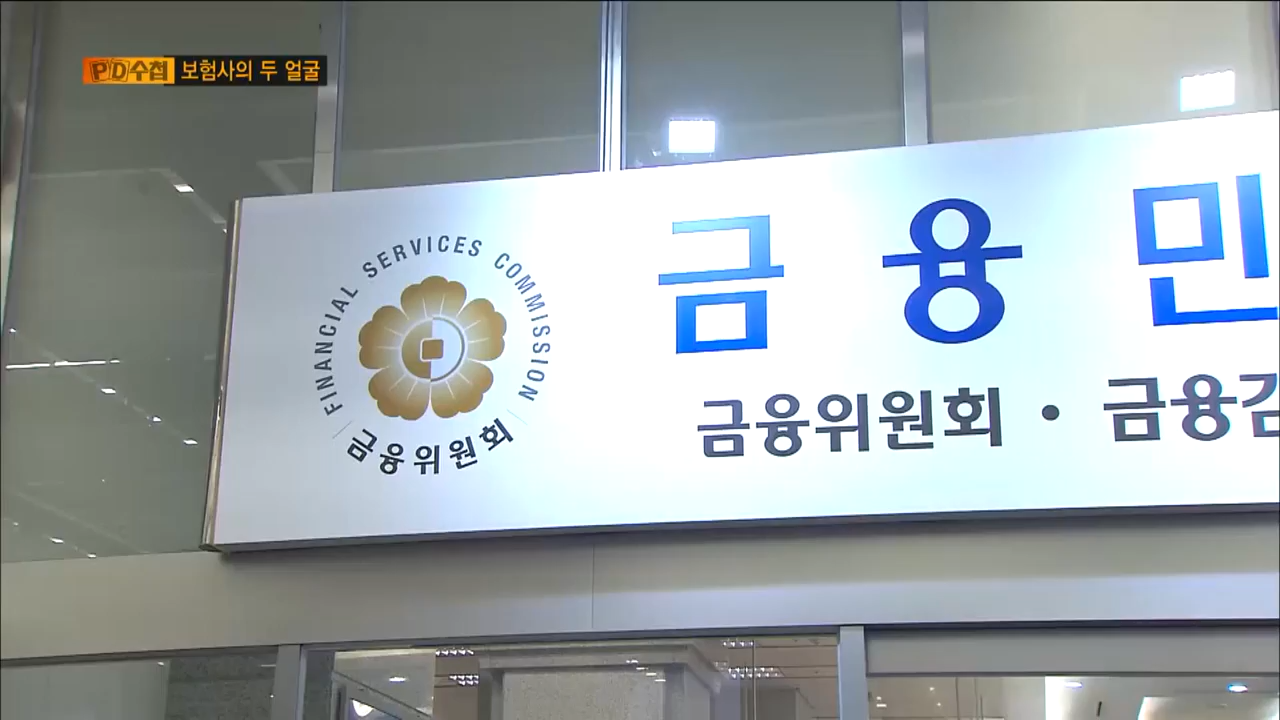 PD수첩 보험사의 두 얼굴
FINANCIAL SERVICES COMMISSION
금융위원회
금융민
금융위원회 · 금융감